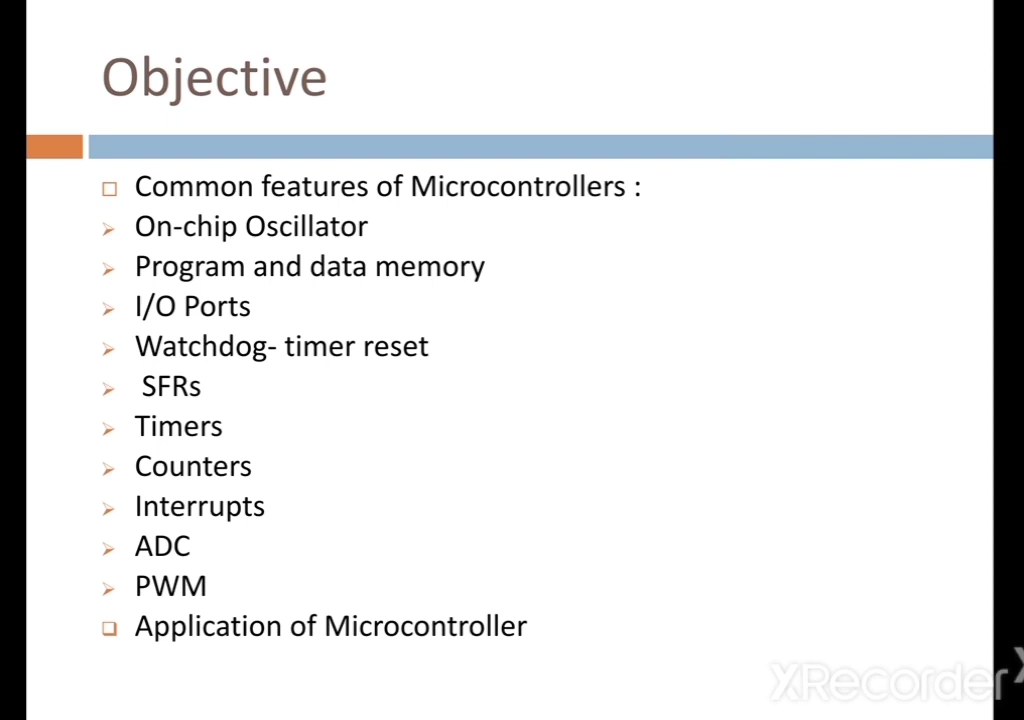 Objective
Common features of Microcontrollers :
On-chip Oscillator
Program and data memory
I/O Ports
Watchdog- timer reset
SFRs
Timers
Counters
Interrupts
ADC
PWM
Application of Microcontroller
XRecorder